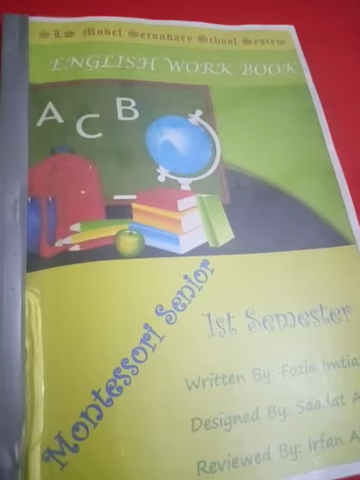 SLS Model Secondary School System
ENGLISH WORK BOOK
A C B
Montessori Senior
1st Semester
Written By: Fozia Imtiaz
Designed By: Saadat A
Reviewed By: Irfan A